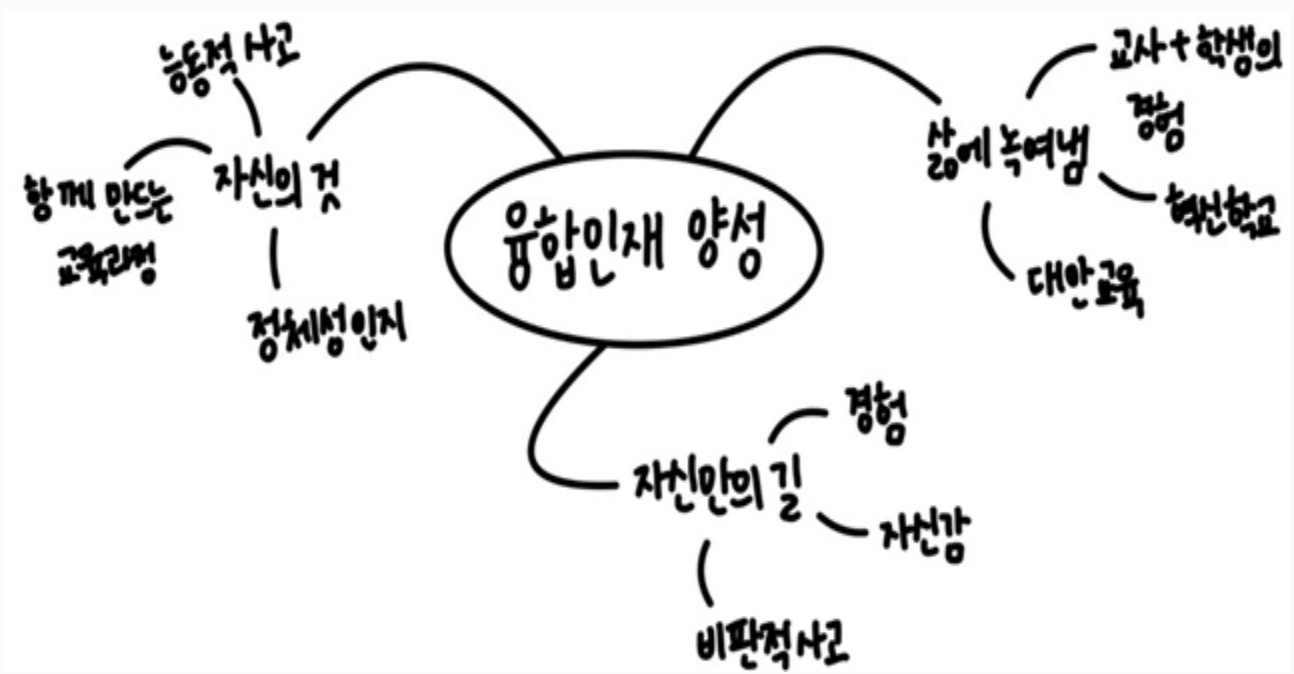 융합인재 양성
능동적 사고
자신의 것
함께 만드는
교육과정
정체성인지
삶에 녹여냄
교사+학생의
경험
혁신학교
대안교육
자신만의 길
경험
자신감
비판적사고